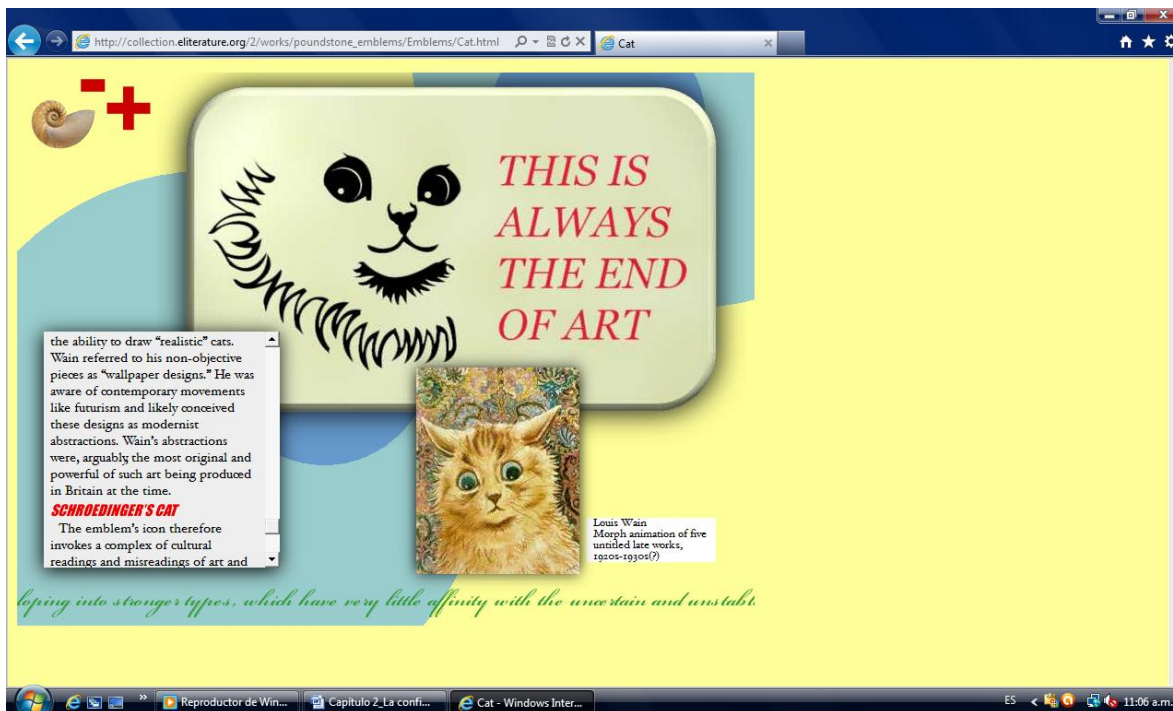 http://collection.eliterature.org/2/works/poundstone_emblems/Emblems/Cat.html
Cat
- +
THIS IS
ALWAYS
THE END
OF ART
the ability to draw “realistic” cats.
Wain referred to his non-objective
pieces as “wallpaper designs.” He was
aware of contemporary movements
like futurism and likely conceived
these designs as modernist
abstractions. Wain’s abstractions
were, arguably, the most original and
powerful of such art being produced
in Britain at the time.
SCHROEDINGER’S CAT
The emblem’s icon therefore
invokes a complex of cultural
readings and misreadings of art and
Louis Wain
Morph animation of five
untitled late works,
1920s-1930s(?)
loping into stronger types, which have very little affinity with the uncertain and unstabl
Reproductor de Win...
Capítulo 2_La confi...
Cat - Windows Inter...
ES
11:06 a.m.